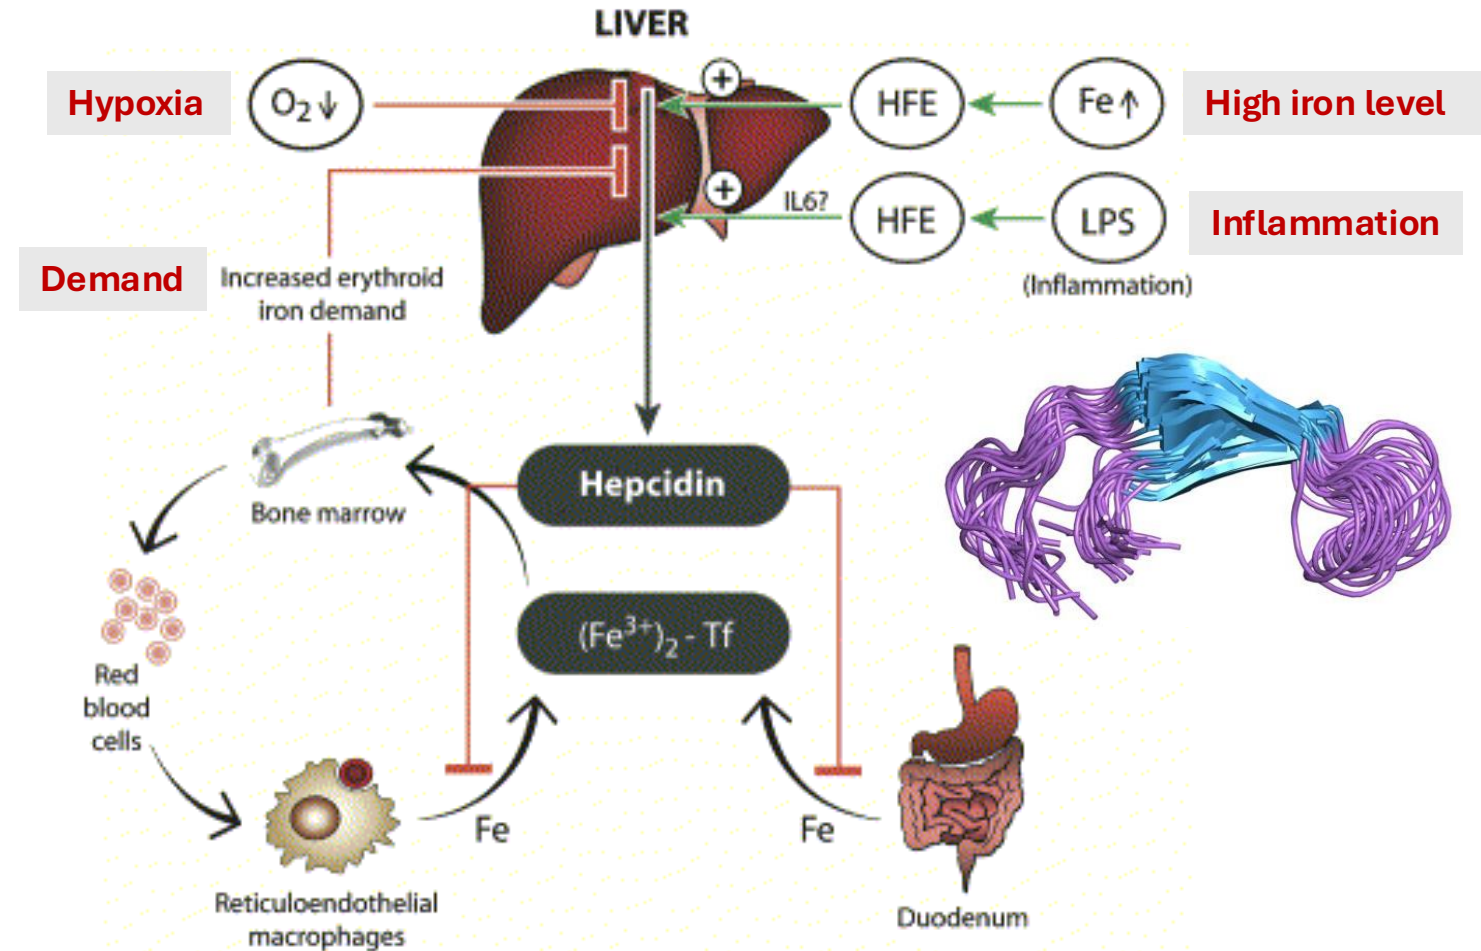 LIVER
Hypoxia
O₂↓
+
HFE
Fe↑
High iron level
+
IL6?
HFE
LPS
Inflammation
(Inflammation)
Demand
Increased erythroid
iron demand
Hepcidin
Bone marrow
(Fe³⁺)₂ - Tf
Red
blood
cells
Fe
Fe
Reticuloendothelial
macrophages
Duodenum